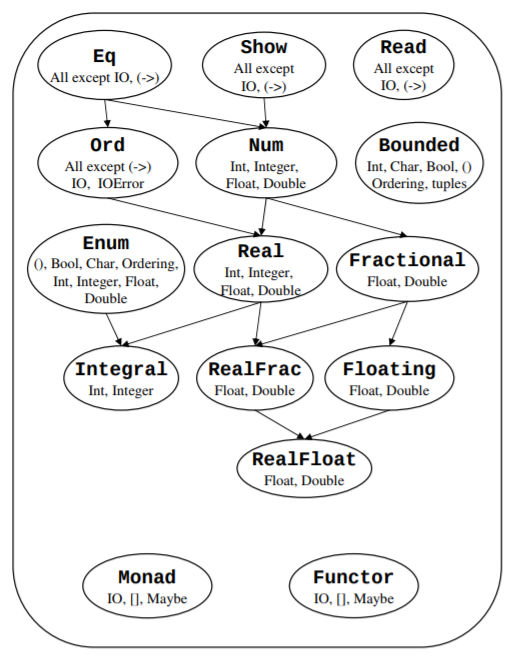 Eq
All except IO, (->)
Show
All except
IO, (->)
Read
All except
IO, (->)
Ord
All except (->)
IO, IOError
Num
Int, Integer,
Float, Double
Bounded
Int, Char, Bool, ()
Ordering, tuples
Enum
(), Bool, Char, Ordering,
Int, Integer, Float,
Double
Real
Int, Integer,
Float, Double
Fractional
Float, Double
Integral
Int, Integer
RealFrac
Float, Double
Floating
Float, Double
RealFloat
Float, Double
Monad
IO, [], Maybe
Functor
IO, [], Maybe